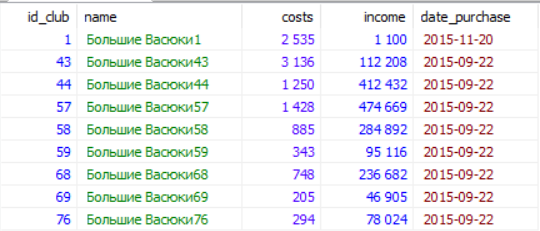 id_club name costs income date_purchase
1 Большие Васюки1 2 535 1 100 2015-11-20
43 Большие Васюки43 3 136 112 208 2015-09-22
44 Большие Васюки44 1 250 412 432 2015-09-22
57 Большие Васюки57 1 428 474 669 2015-09-22
58 Большие Васюки58 885 284 892 2015-09-22
59 Большие Васюки59 343 95 116 2015-09-22
68 Большие Васюки68 748 236 682 2015-09-22
69 Большие Васюки69 205 46 905 2015-09-22
76 Большие Васюки76 294 78 024 2015-09-22